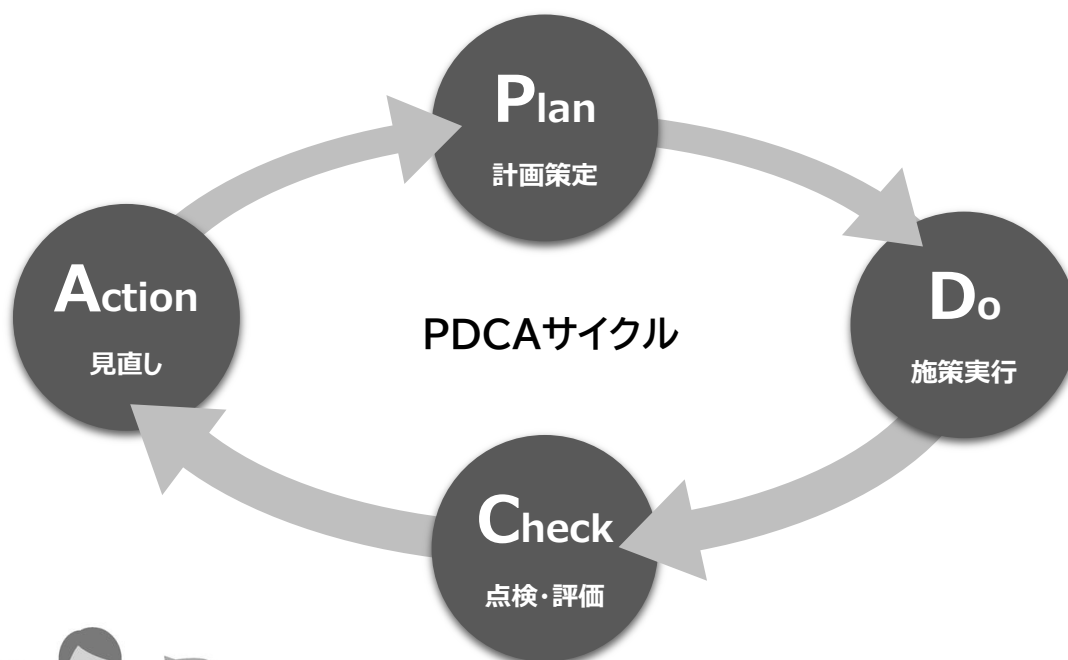 Plan
計画策定
Action
見直し
PDCAサイクル
Do
施策実行
Check
点検・評価